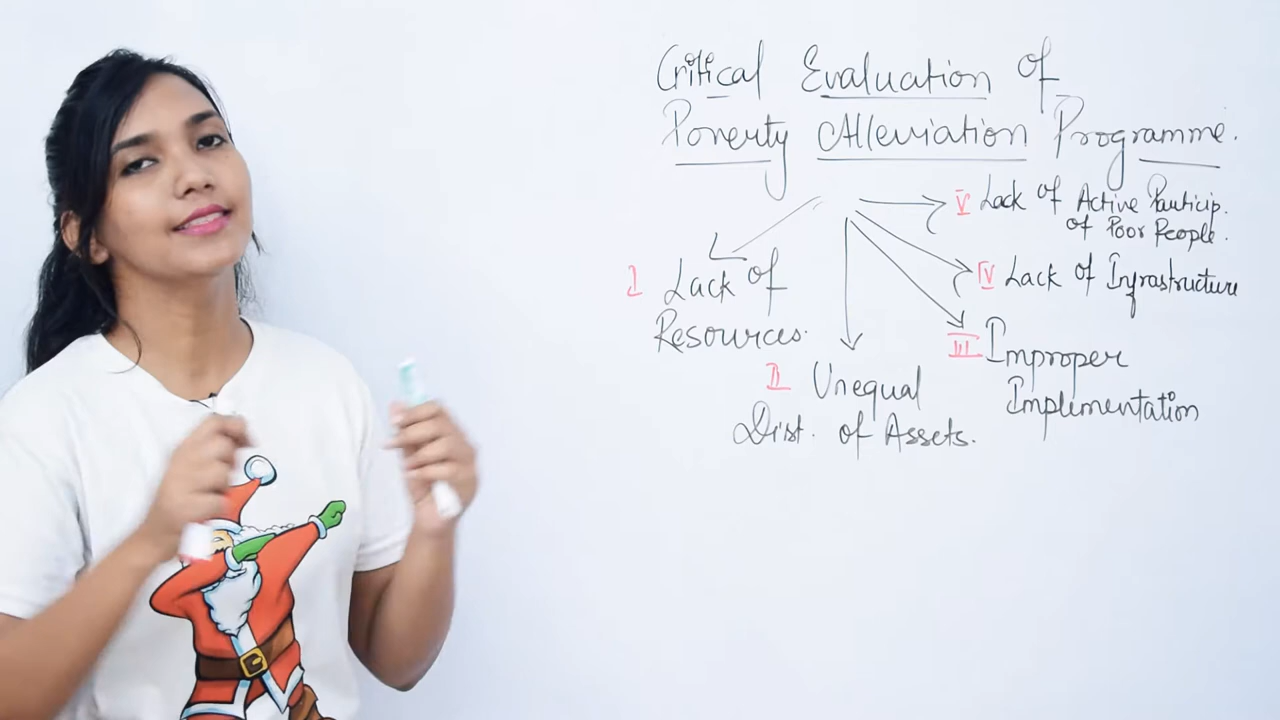 Critical Evaluation of
Poverty Alleviation Programme.
I Lack of
Resources.
II Unequal
Dist. of Assets.
III Improper
Implimentation
IV Lack of Infrastructure
V Lack of Active Particip.
of Poor People.